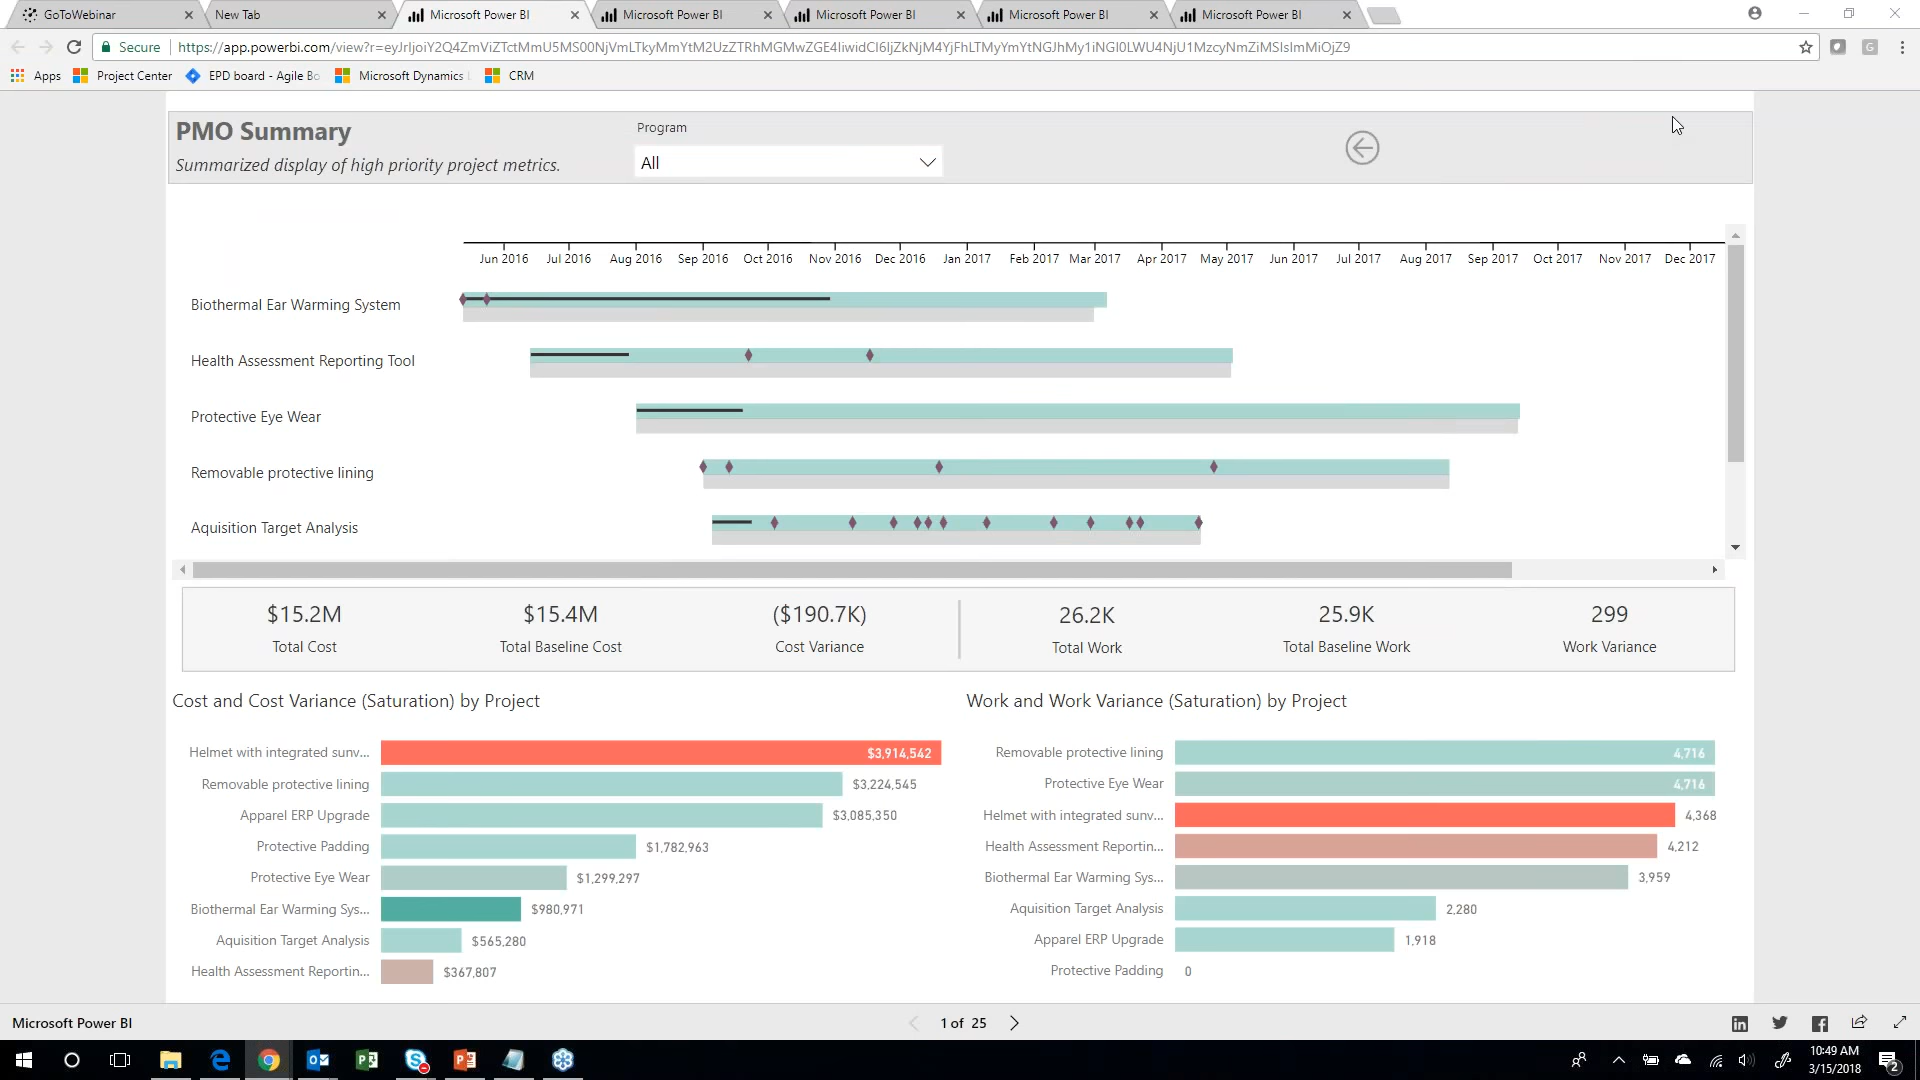 GoToWebinar
New Tab
Microsoft Power BI
Microsoft Power BI
Microsoft Power BI
Microsoft Power BI
Microsoft Power BI
Secure
Apps
Project Center
EPD board - Agile Bo
Microsoft Dynamics
CRM
PMO Summary
Summarized display of high priority project metrics.
Program
All
Jun 2016 Jul 2016 Aug 2016 Sep 2016 Oct 2016 Nov 2016 Dec 2016 Jan 2017 Feb 2017 Mar 2017 Apr 2017 May 2017 Jun 2017 Jul 2017 Aug 2017 Sep 2017 Oct 2017 Nov 2017 Dec 2017
Biothermal Ear Warming System
Health Assessment Reporting Tool
Protective Eye Wear
Removable protective lining
Aquisition Target Analysis
$15.2M
Total Cost
$15.4M
Total Baseline Cost
($190.7K)
Cost Variance
26.2K
Total Work
25.9K
Total Baseline Work
299
Work Variance
Cost and Cost Variance (Saturation) by Project
Helmet with integrated sunv... $3,914,542
Removable protective lining $3,224,545
Apparel ERP Upgrade $3,085,350
Protective Padding $1,782,963
Protective Eye Wear $1,299,297
Biothermal Ear Warming Sys... $980,971
Aquisition Target Analysis $565,280
Health Assessment Reportin... $367,807
Work and Work Variance (Saturation) by Project
Removable protective lining 4,716
Protective Eye Wear 4,716
Helmet with integrated sunv... 4,368
Health Assessment Reportin... 4,212
Biothermal Ear Warming Sys... 3,959
Aquisition Target Analysis 2,280
Apparel ERP Upgrade 1,918
Protective Padding 0
Microsoft Power BI
1 of 25
10:49 AM
3/15/2018
2